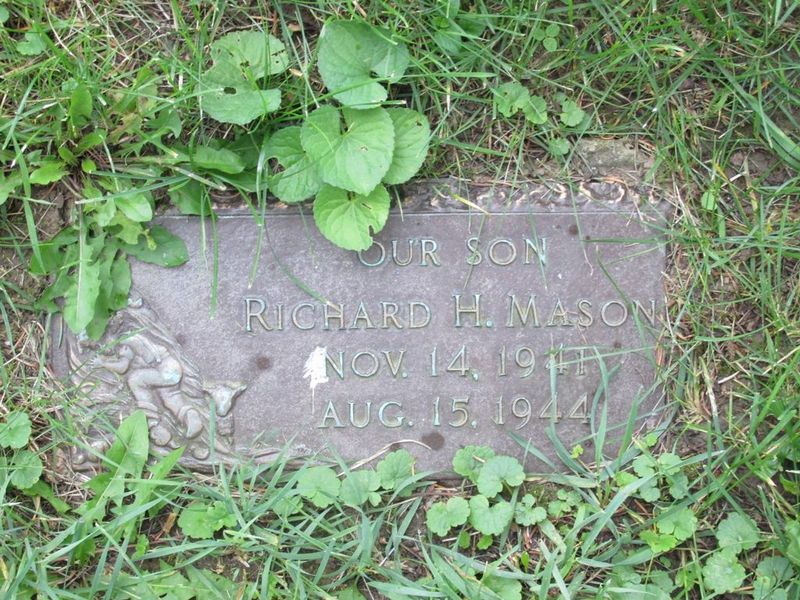 OUR SON
RICHARD H. MASON
NOV. 14, 1941
AUG. 15, 1944